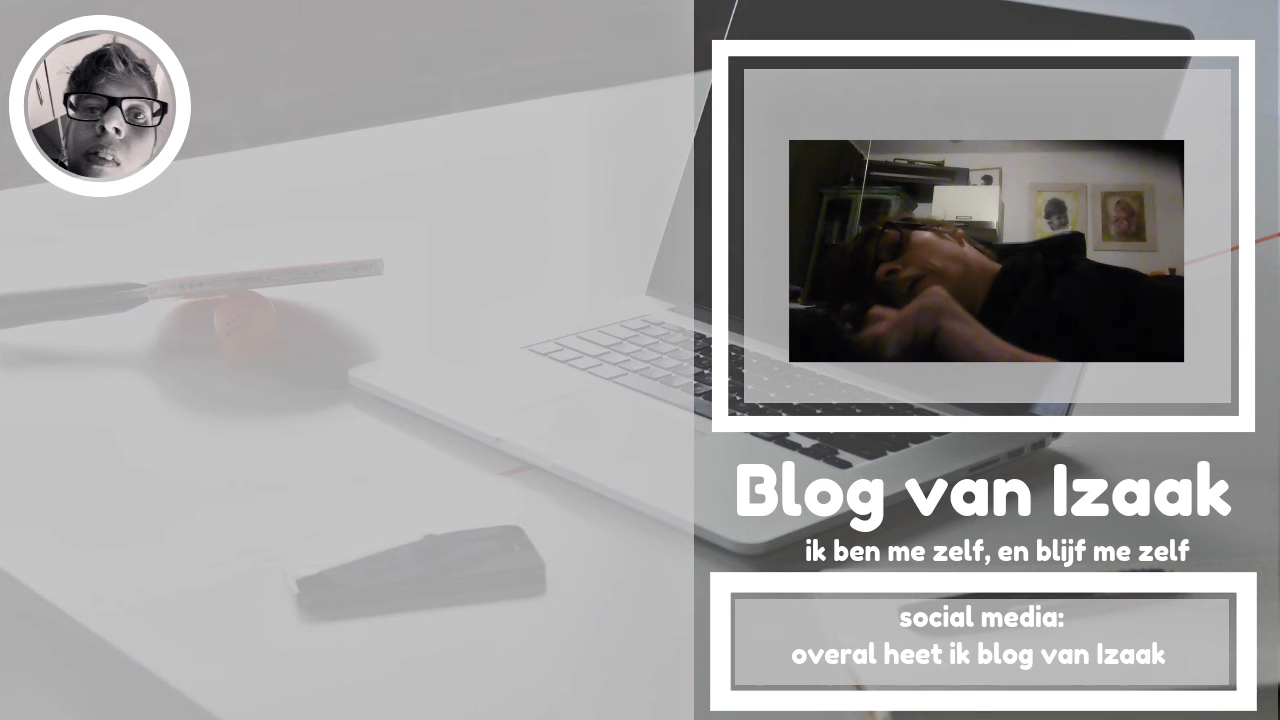 Blog van Izaak
ik ben me zelf, en blijf me zelf
social media:
overal heet ik blog van Izaak